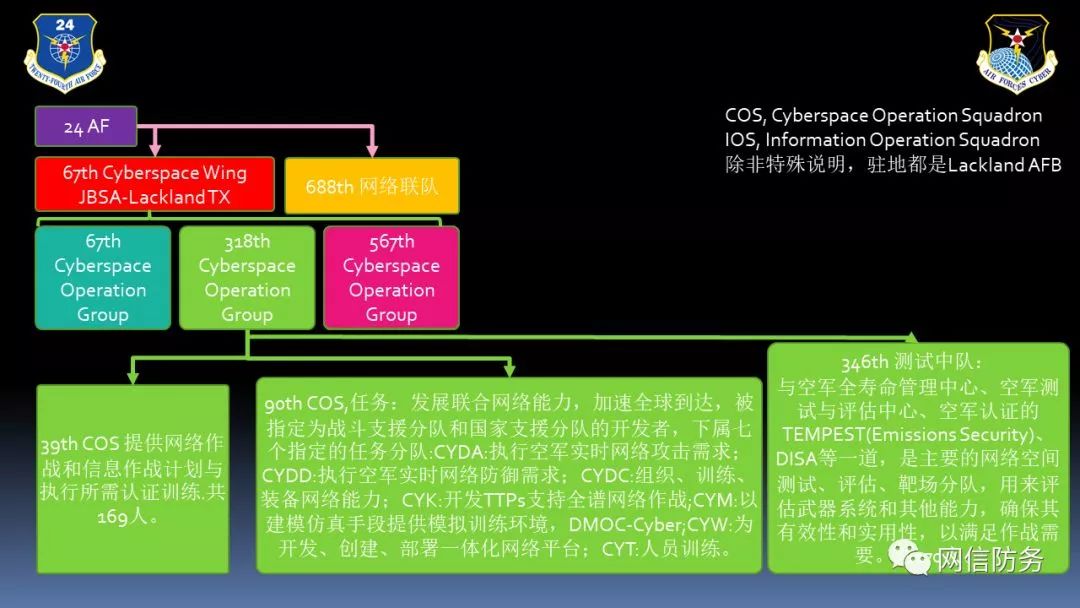 24
TWENTY-FOURTH AIR FORCE
AIR FORCES CYBER
COS, Cyberspace Operation Squadron
IOS, Information Operation Squadron
除非特殊说明，驻地都是Lackland AFB
24 AF
67th Cyberspace Wing
JBSA-Lackland TX
688th 网络联队
67th
Cyberspace
Operation
Group
318th
Cyberspace
Operation
Group
567th
Cyberspace
Operation
Group
39th COS 提供网络作
战和信息作战计划与
执行所需认证训练.共
169人。
90th COS,任务：发展联合网络能力，加速全球到达，被
指定为战斗支援分队和国家支援分队的开发者，下属七
个指定的任务分队:CYDA:执行空军实时网络攻击需求；
CYDD:执行空军实时网络防御需求；CYDC:组织、训练、
装备网络能力；CYK:开发TTPs支持全谱网络作战;CYM:以
建模仿真手段提供模拟训练环境，DMOC-Cyber;CYW:为
开发、创建、部署一体化网络平台；CYT:人员训练。
346th 测试中队：
与空军全寿命管理中心、空军测
试与评估中心、空军认证的
TEMPEST(Emissions Security)、
DISA等一道，是主要的网络空间
测试、评估、靶场分队，用来评
估武器系统和其他能力，确保其
有效性和实用性，以满足作战需
要。
网信防务